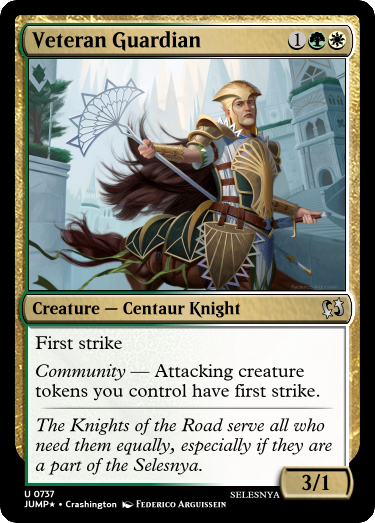 Veteran Guardian 1
Creature — Centaur Knight
First strike
Community — Attacking creature
tokens you control have first strike.
The Knights of the Road serve all who
need them equally, especially if they are
a part of the Selesnya.
3/1
U 0737 SELESNYA
JUMP★ • Crashington Federico Arguissein